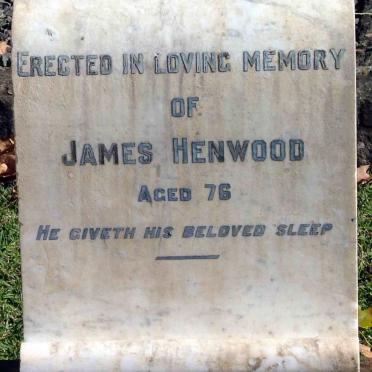 ERECTED IN LOVING MEMORY
OF
JAMES HENWOOD
AGED 76
HE GIVETH HIS BELOVED SLEEP